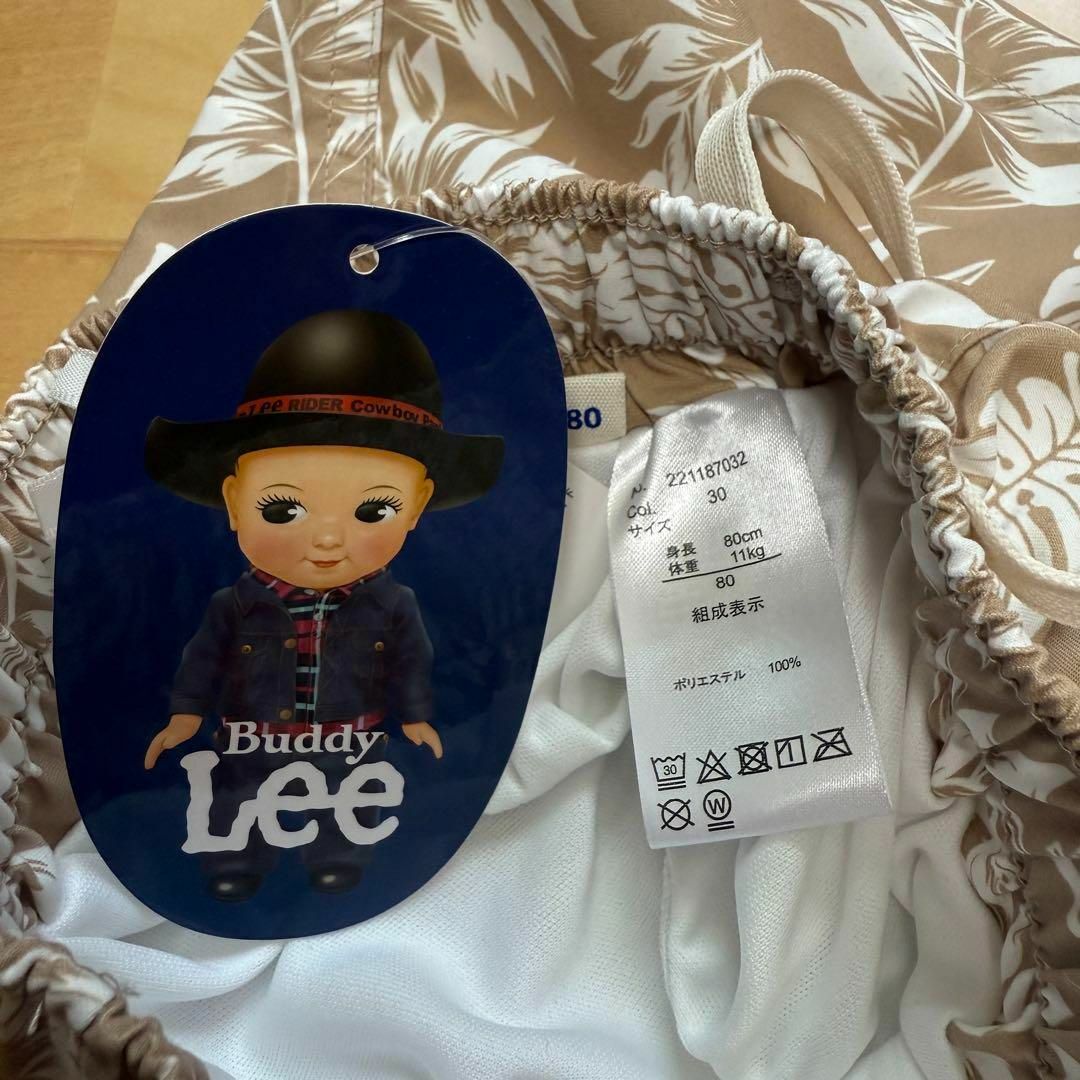 Lee RIDER Cowboy
Buddy
Lee
80
221187032
Col. 30
サイズ
身長 80cm
体重 11kg
80
組成表示
ポリエステル 100%
30
W